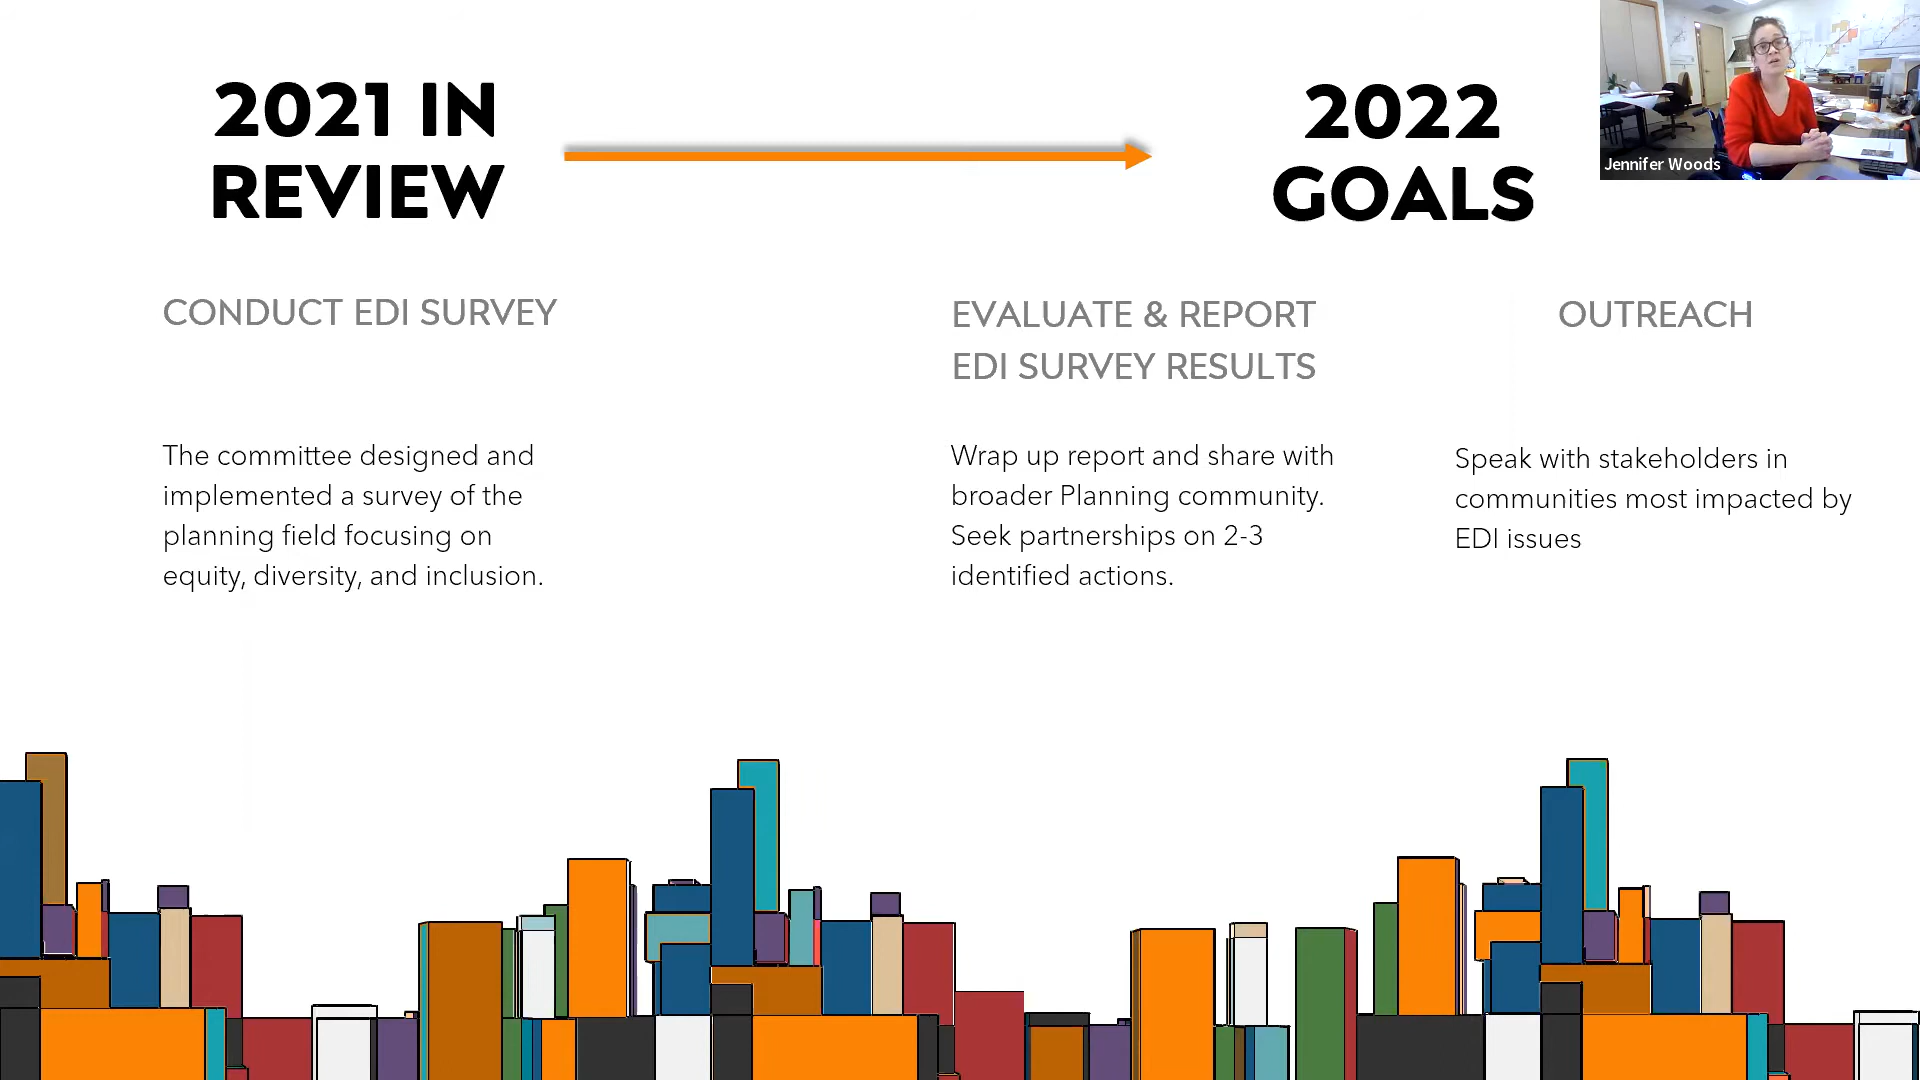 2021 IN
REVIEW
2022
GOALS
Jennifer Woods
CONDUCT EDI SURVEY
The committee designed and
implemented a survey of the
planning field focusing on
equity, diversity, and inclusion.
EVALUATE & REPORT
EDI SURVEY RESULTS
Wrap up report and share with
broader Planning community.
Seek partnerships on 2-3
identified actions.
OUTREACH
Speak with stakeholders in
communities most impacted by
EDI issues